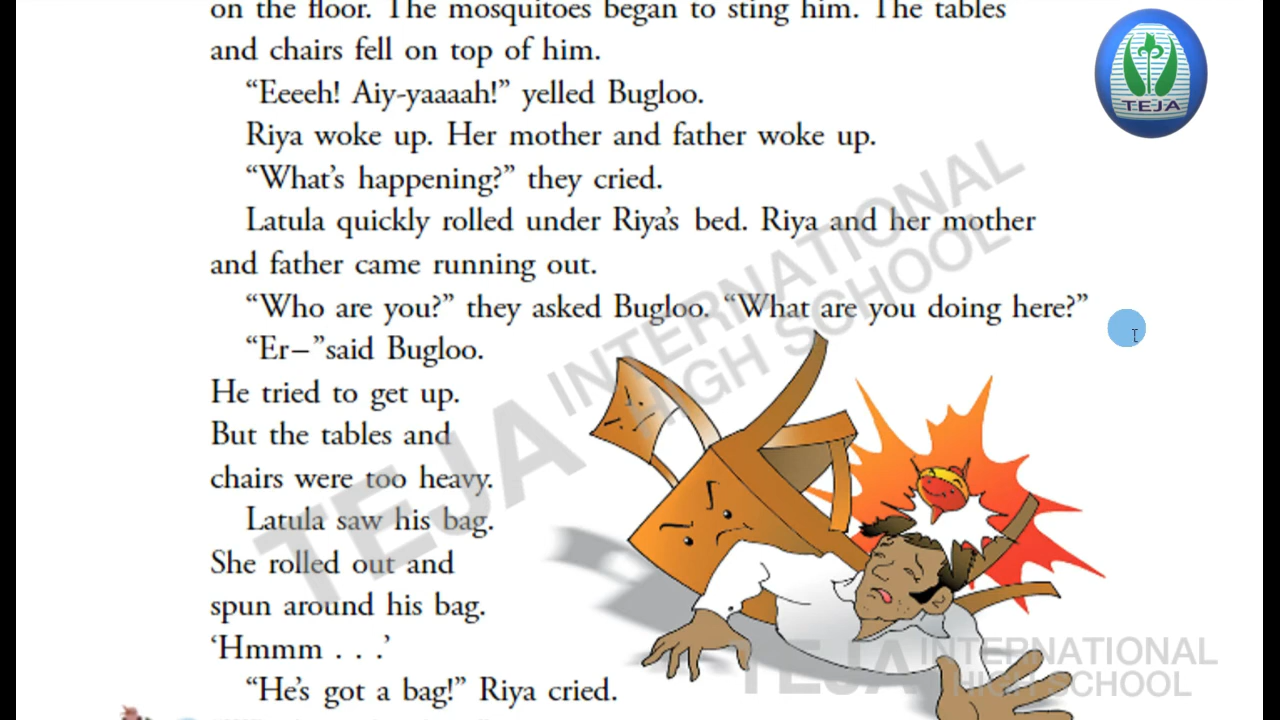 on the floor. The mosquitoes began to sting him. The tables
and chairs fell on top of him.
“Eeeeh! Aiy-yaaaah!” yelled Bugloo.
Riya woke up. Her mother and father woke up.
“What’s happening?” they cried.
Latula quickly rolled under Riya’s bed. Riya and her mother
and father came running out.
“Who are you?” they asked Bugloo. “What are you doing here?”
“Er–”said Bugloo.
He tried to get up.
But the tables and
chairs were too heavy.
Latula saw his bag.
She rolled out and
spun around his bag.
‘Hmmm . . .’
“He’s got a bag!” Riya cried.
TEJA
TEJA INTERNATIONAL
HIGH SCHOOL
TEJA INTERNATIONAL
HIGH SCHOOL